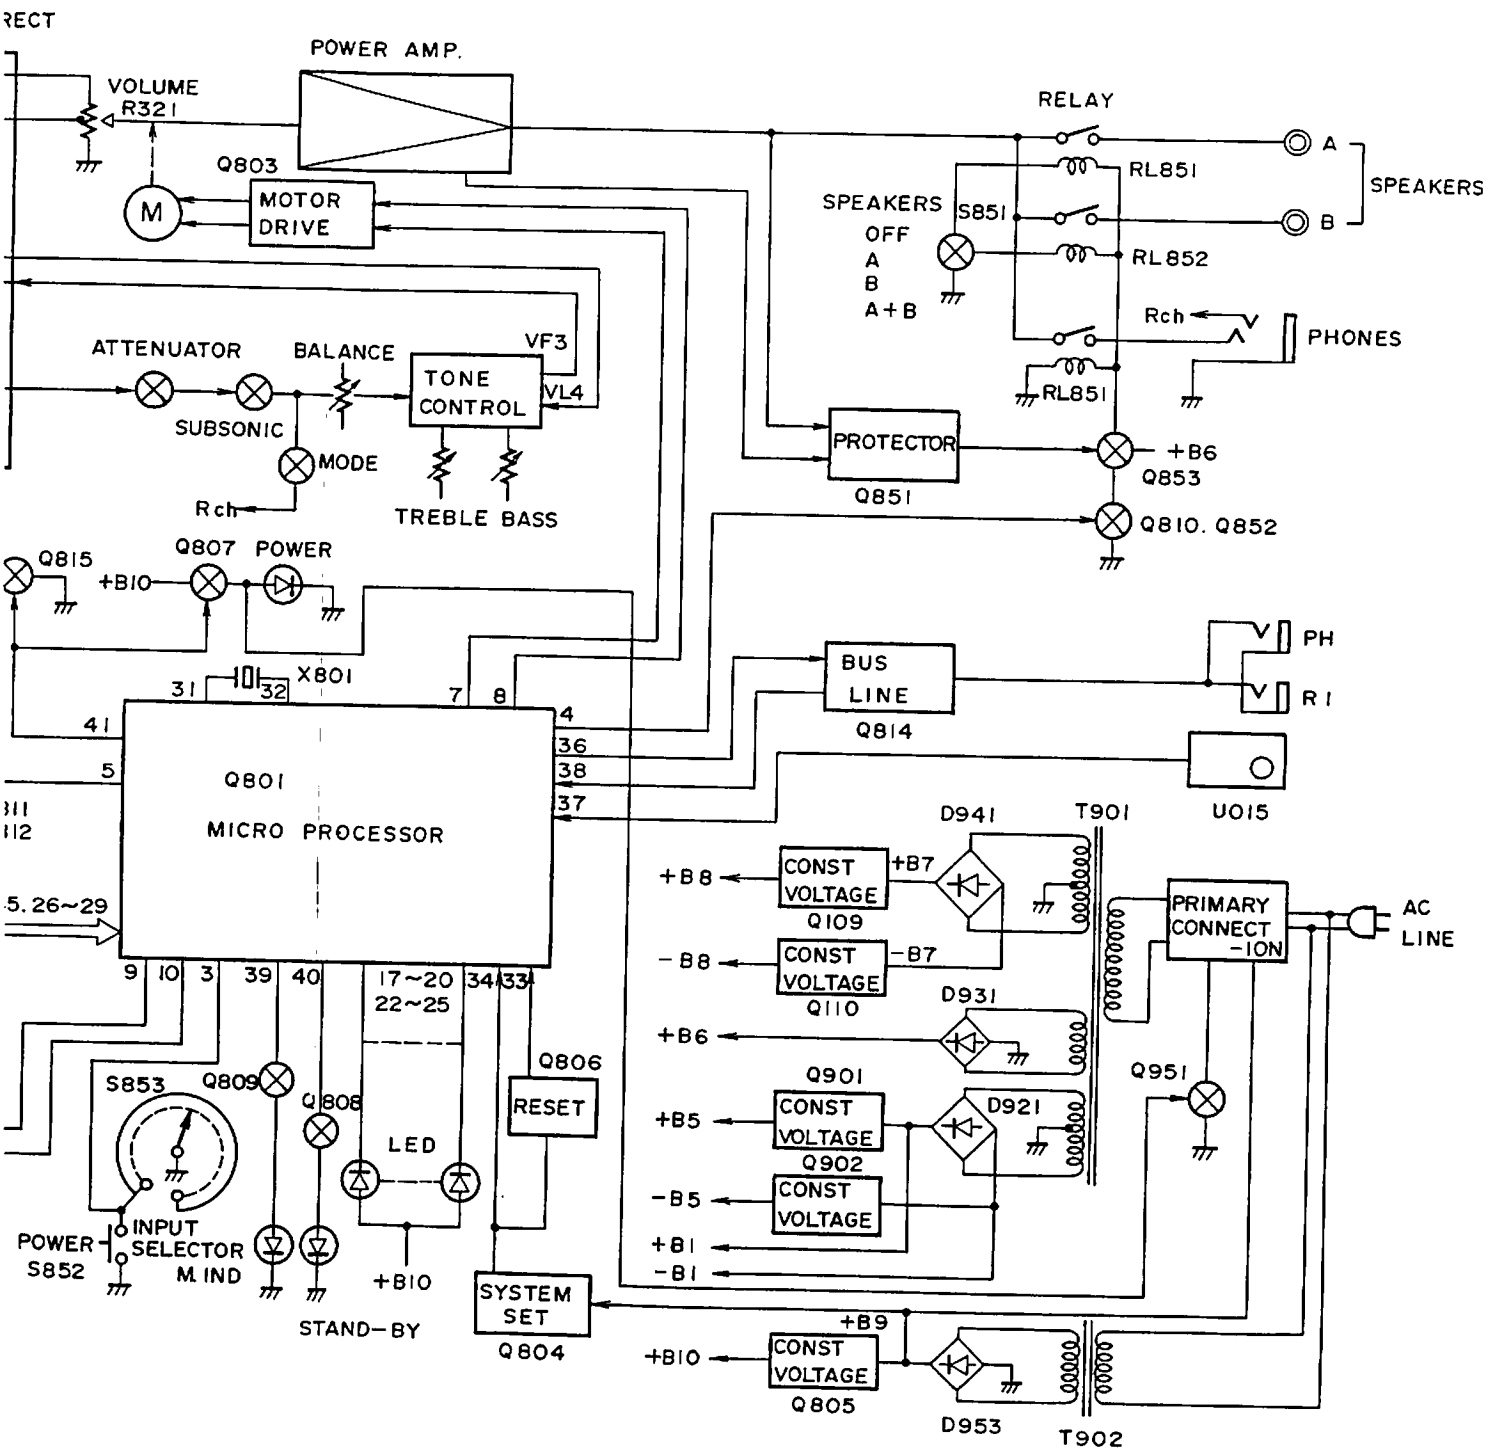 RECT
POWER AMP.
VOLUME
R321
RELAY
A
RL851
SPEAKERS
Q803
MOTOR
DRIVE
M
SPEAKERS
S851
OFF
A
B
A+B
B
RL852
Rch
PHONES
RL851
ATTENUATOR
BALANCE
VF3
TONE
CONTROL
VL4
SUBSONIC
MODE
Rch
TREBLE BASS
PROTECTOR
Q851
+B6
Q853
Q810. Q852
Q815
Q807
POWER
+B10
X801
31
32
7
8
4
41
36
5
38
37
Q801
MICRO PROCESSOR
BUS
LINE
Q814
PH
RI
U015
311
112
5. 26~29
9
10
3
39
40
17~20
22~25
34
33
D941
T901
CONST
VOLTAGE
+B7
+B8
Q109
PRIMARY
CONNECT
-ION
AC
LINE
CONST
VOLTAGE
-B7
-B8
Q110
D931
+B6
Q951
Q901
CONST
VOLTAGE
+B5
D921
Q902
CONST
VOLTAGE
-B5
+B1
-B1
S853
Q809
Q808
Q806
RESET
LED
INPUT
SELECTOR
POWER
S852
M. IND
+B10
STAND-BY
SYSTEM
SET
Q804
+B9
+B10
CONST
VOLTAGE
Q805
D953
T902